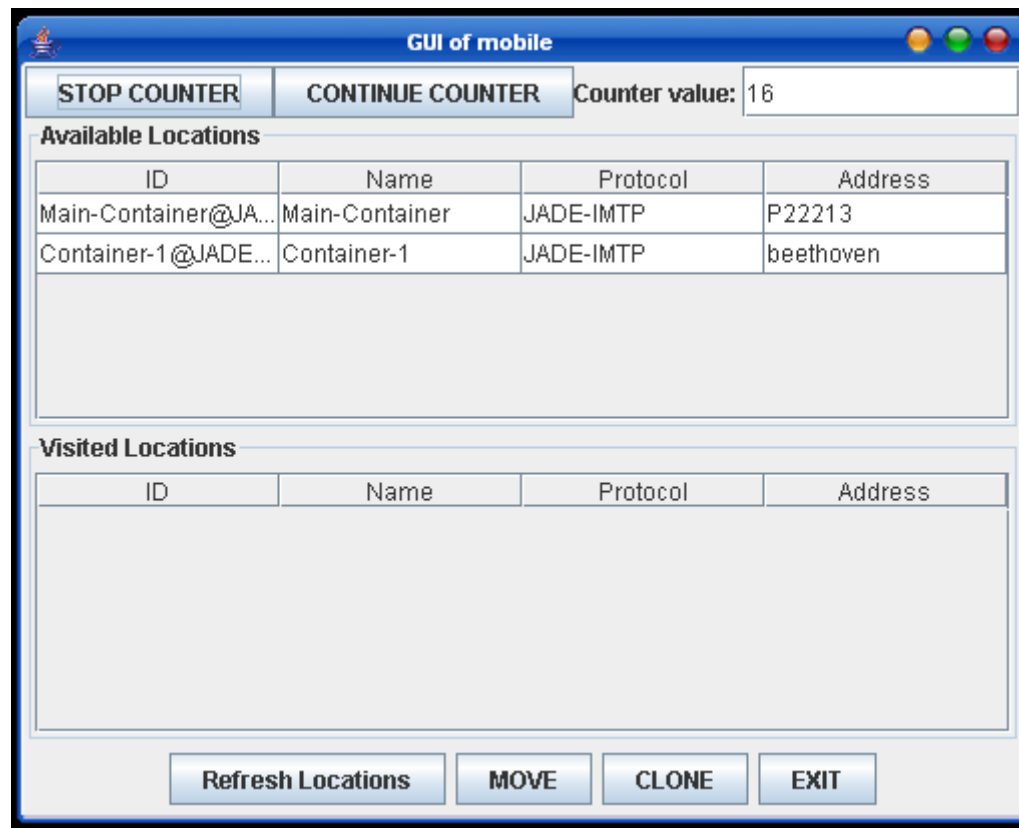 GUI of mobile
STOP COUNTER CONTINUE COUNTER Counter value: 16
Available Locations
ID Name Protocol Address
Main-Container@JA... Main-Container JADE-IMTP P22213
Container-1@JADE... Container-1 JADE-IMTP beethoven
Visited Locations
ID Name Protocol Address
Refresh Locations MOVE CLONE EXIT